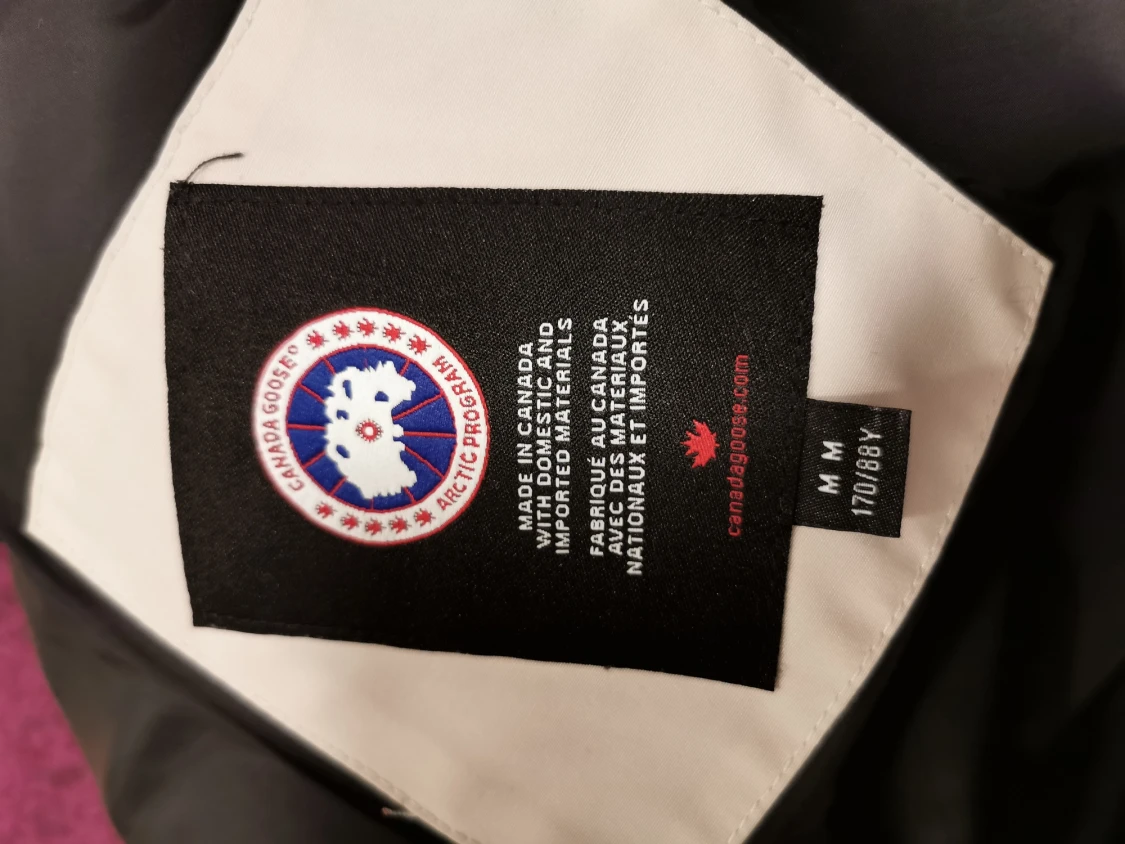 CANADA GOOSE®
ARCTIC PROGRAM
MADE IN CANADA
WITH DOMESTIC AND
IMPORTED MATERIALS
FABRIQUÉ AU CANADA
AVEC DES MATERIAUX
NATIONAUX ET IMPORTÉS
canadagoose.com
M M
170/88Y